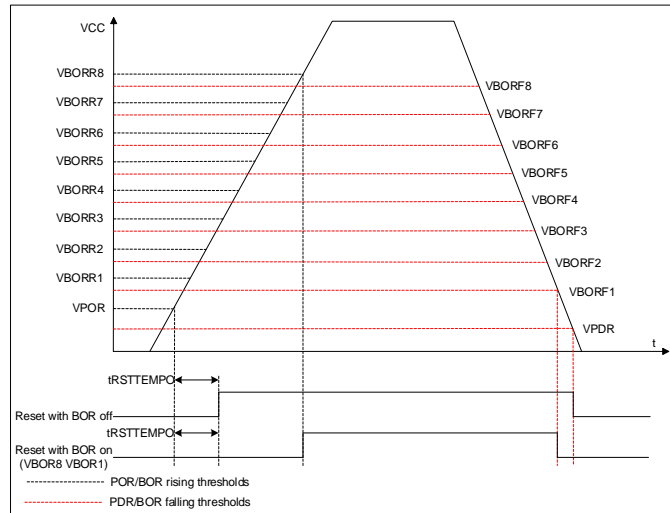 VCC
VBORR8
VBORF8
VBORR7
VBORF7
VBORR6
VBORF6
VBORR5
VBORF5
VBORR4
VBORF4
VBORR3
VBORF3
VBORR2
VBORF2
VBORR1
VBORF1
VPOR
VPDR
t
tRSTTEMPO
Reset with BOR off
tRSTTEMPO
Reset with BOR on
(VBOR8 VBOR1)
POR/BOR rising thresholds
PDR/BOR falling thresholds